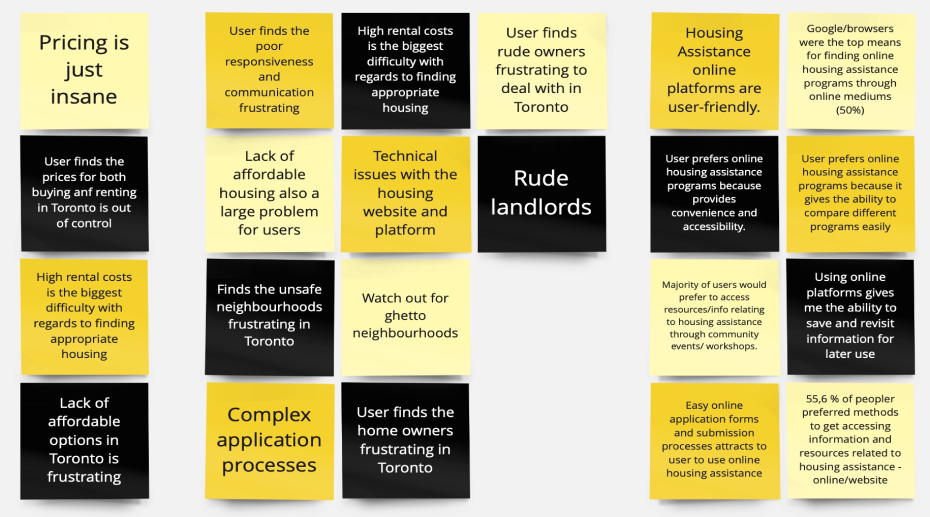 Pricing is
just
insane
User finds the
prices for both
buying anf renting
in Toronto is out
of control
High rental costs
is the biggest
difficulty with
regards to finding
appropriate
housing
Lack of
affordable
options in
Toronto is
frustrating
User finds the
poor
responsiveness
and
communication
frustrating
High rental costs
is the biggest
difficulty with
regards to finding
appropriate
housing
User finds
rude owners
frustrating to
deal with in
Toronto
Lack of
affordable
housing also a
large problem
for users
Technical
issues with the
housing
website and
platform
Rude
landlords
Finds the unsafe
neighbourhoods
frustrating in
Toronto
Watch out for
ghetto
neighbourhoods
Complex
application
processes
User finds the
home owners
frustrating in
Toronto
Housing
Assistance
online
platforms are
user-friendly.
Google/browsers
were the top means
for finding online
housing assistance
programs through
online mediums
(50%)
User prefers online
housing assistance
programs because
provides
convenience and
accessibility.
User prefers online
housing assistance
programs because it
gives the ability to
compare different
programs easily
Majority of users would
prefer to access
resources/info relating
to housing assistance
through community
events/ workshops.
Using online
platforms gives
me the ability to
save and revisit
information for
later use
Easy online
application forms
and submission
processes attracts to
user to use online
housing assistance
55,6 % of peopler
preferred methods
to get accessing
information and
resources related to
housing assistance -
online/website